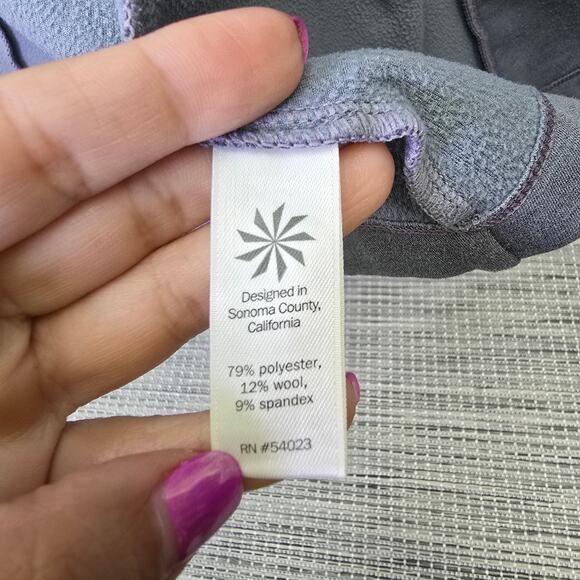 Designed in
Sonoma County,
California
79% polyester,
12% wool,
9% spandex
RN #54023